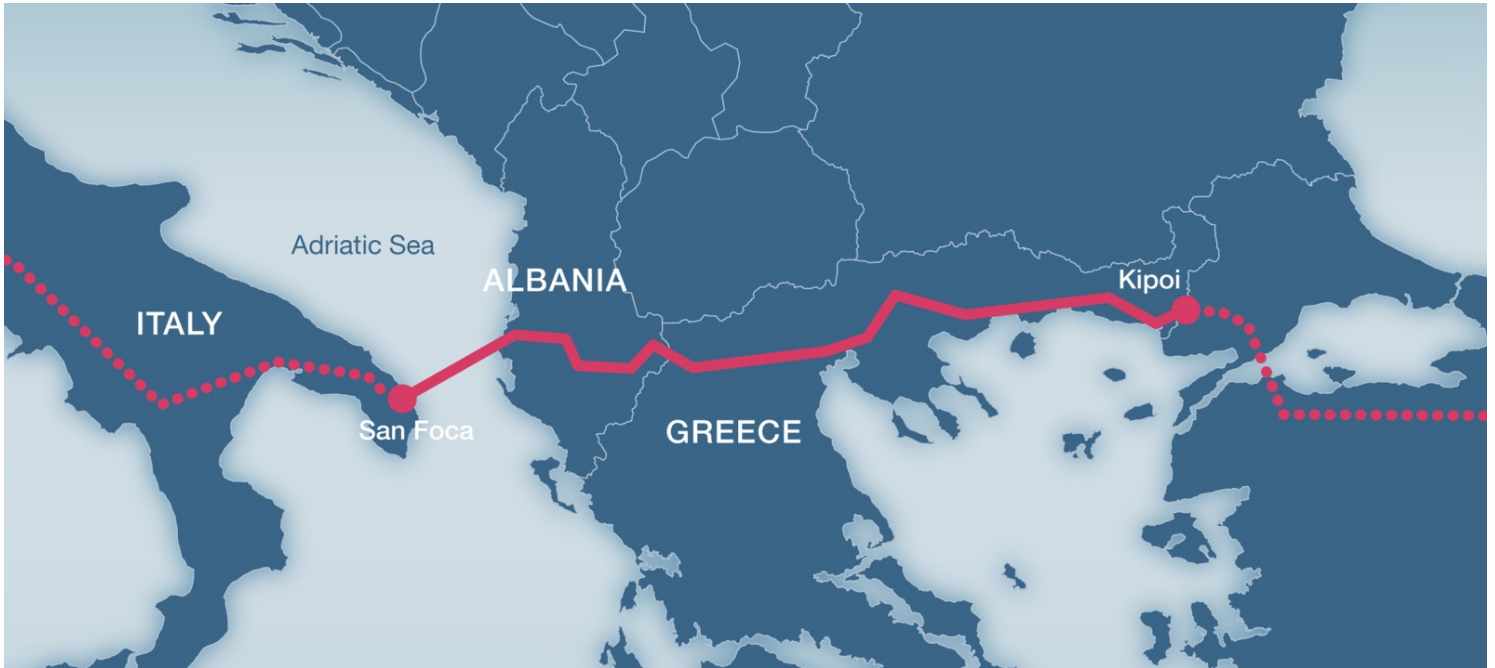 Adriatic Sea
ALBANIA
Kipoi
ITALY
San Foca
GREECE